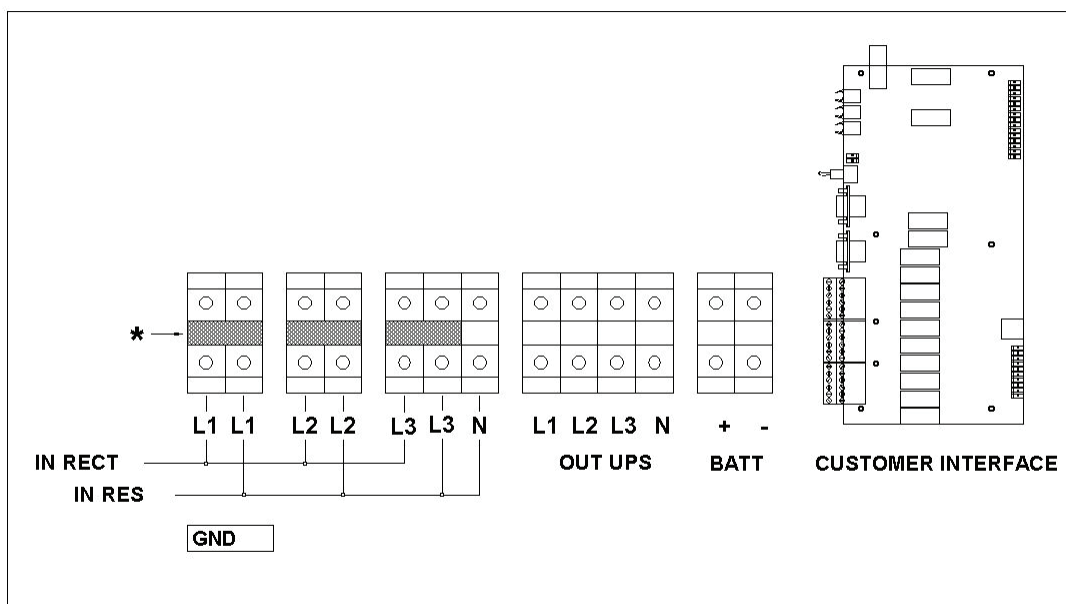 *
L1 L1 L2 L2 L3 L3 N L1 L2 L3 N + -
IN RECT OUT UPS BATT CUSTOMER INTERFACE
IN RES
GND